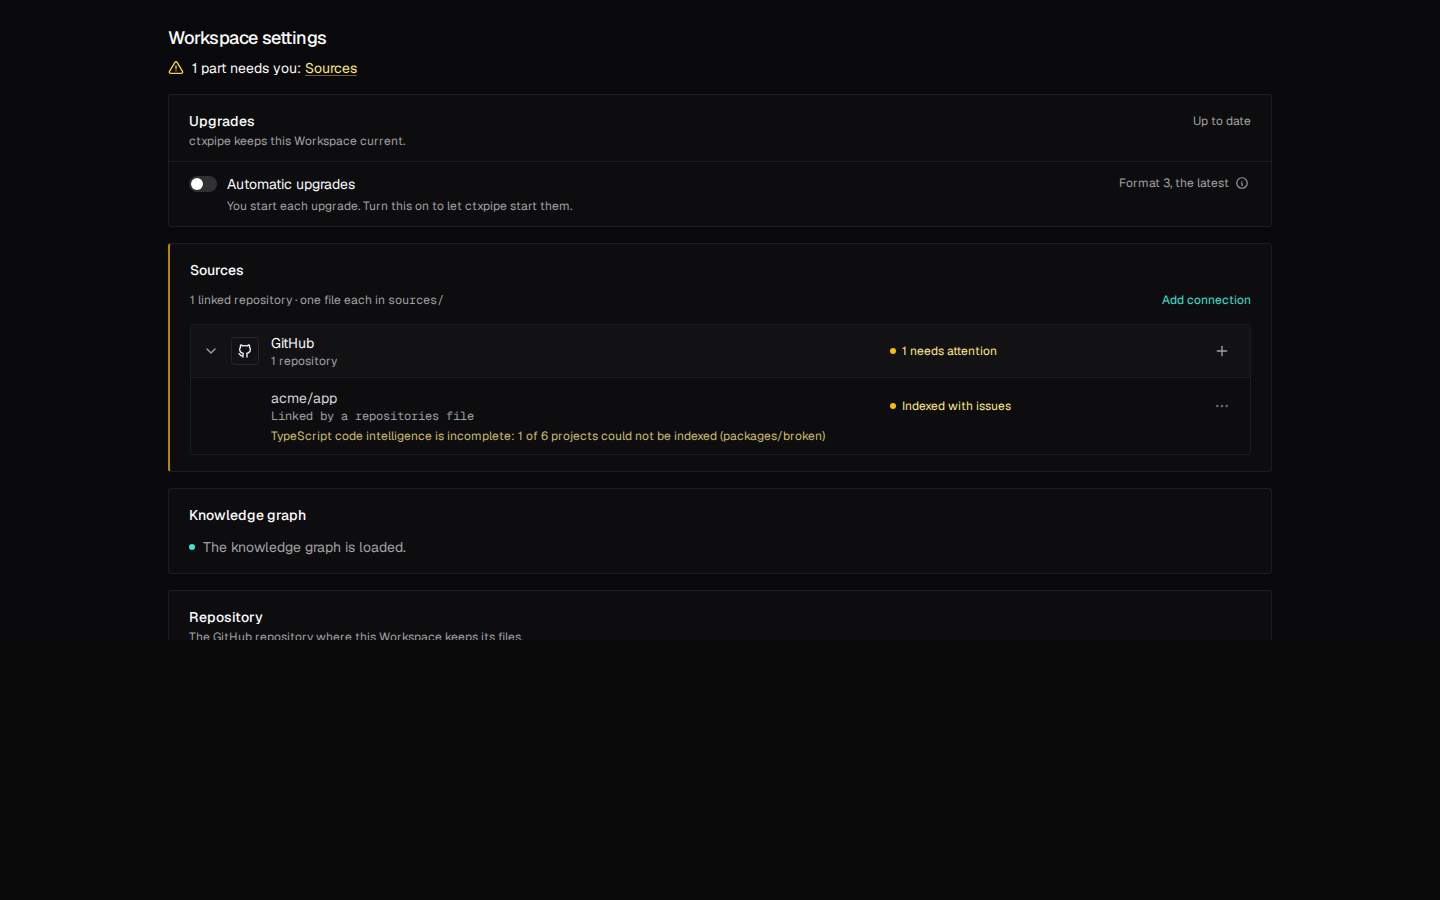 Workspace settings
1 part needs you: Sources
Upgrades
Up to date
ctxpipe keeps this Workspace current.
Automatic upgrades
Format 3, the latest
You start each upgrade. Turn this on to let ctxpipe start them.
Sources
1 linked repository · one file each in sources/
Add connection
GitHub
1 repository
1 needs attention
acme/app
Linked by a repositories file
Indexed with issues
TypeScript code intelligence is incomplete: 1 of 6 projects could not be indexed (packages/broken)
Knowledge graph
The knowledge graph is loaded.
Repository
The GitHub repository where this Workspace keeps its files.